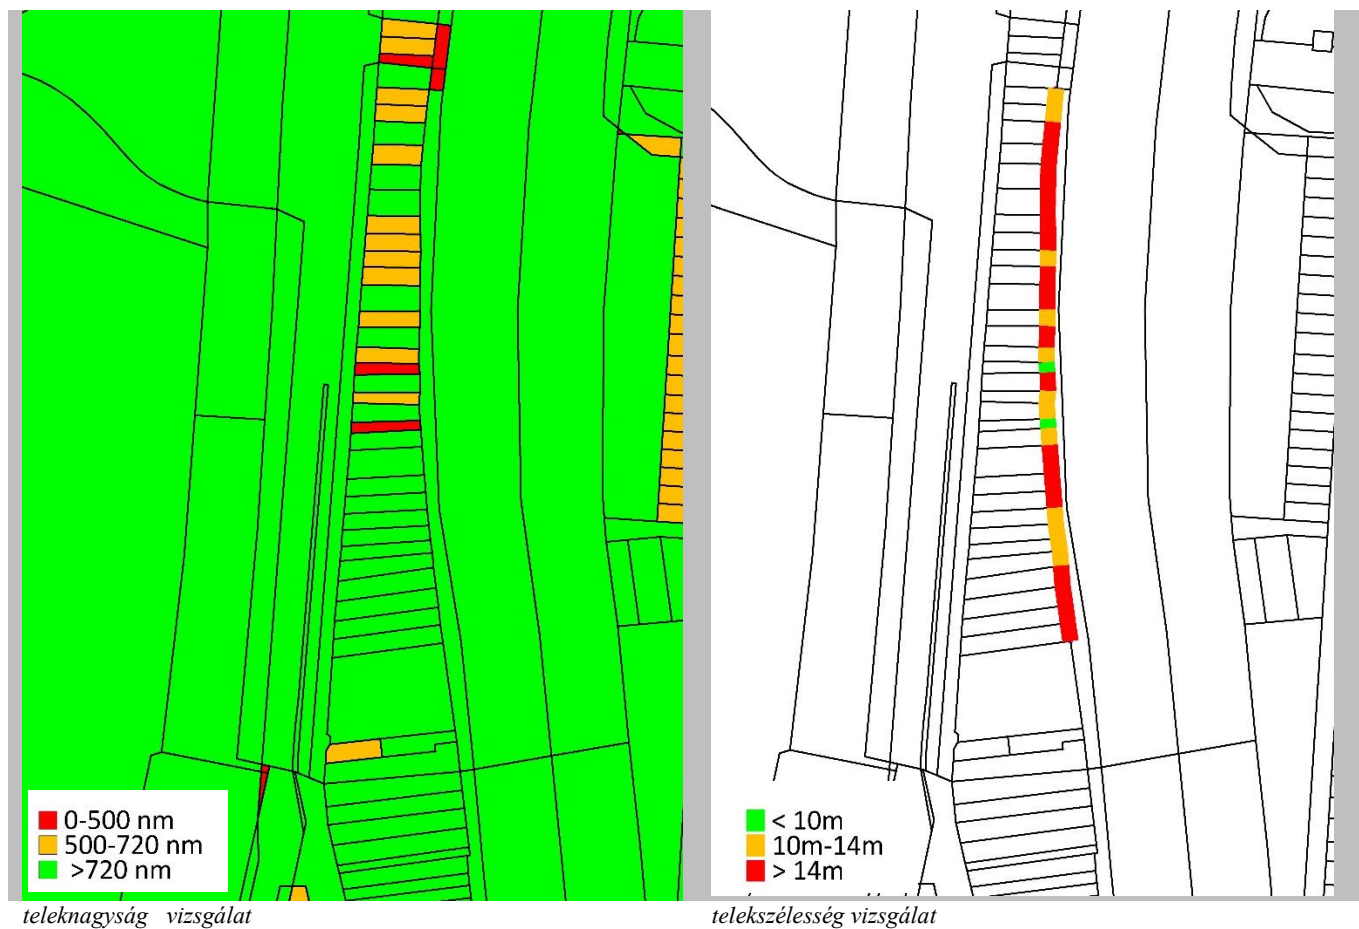 0-500 nm
500-720 nm
>720 nm
teleknagyság vizsgálat
< 10m
10m-14m
> 14m
telekszélesség vizsgálat